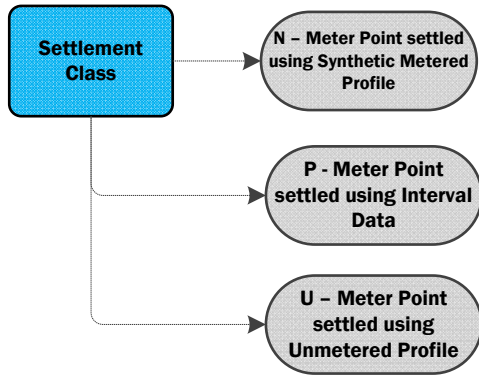 Settlement
Class
N – Meter Point settled
using Synthetic Metered
Profile
P - Meter Point
settled using Interval
Data
U – Meter Point
settled using
Unmetered Profile